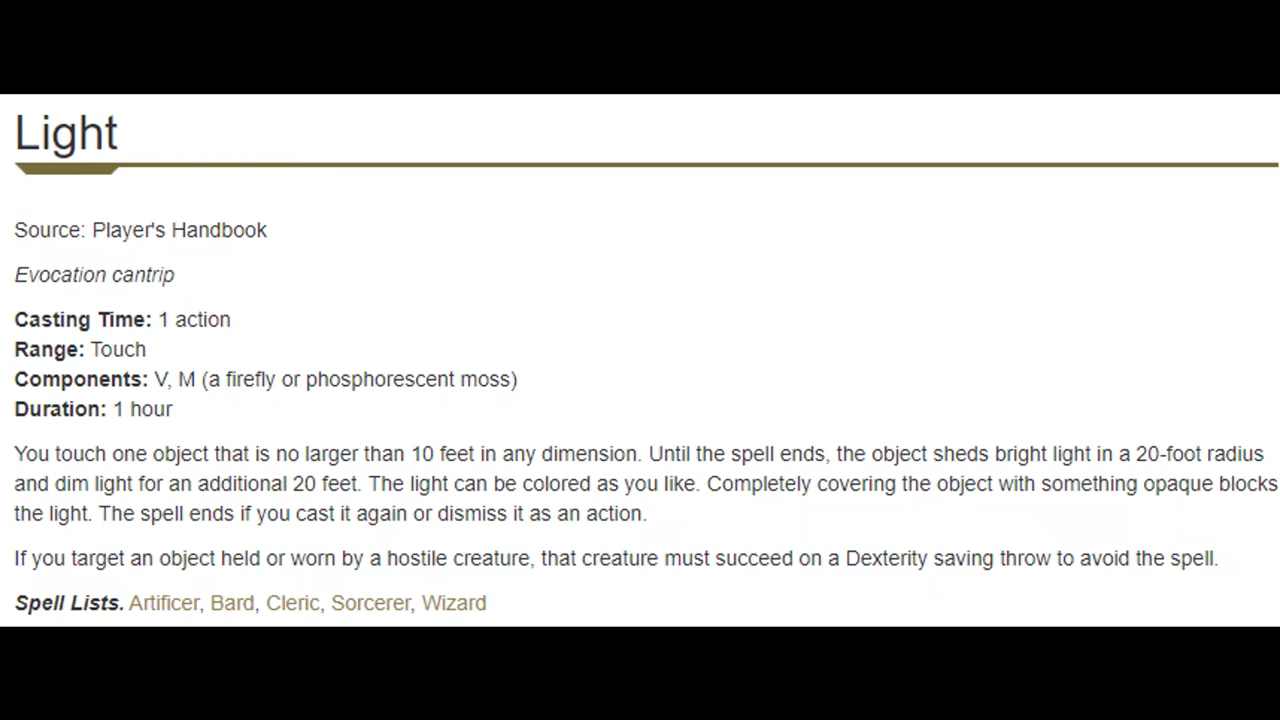 Light
Source: Player's Handbook
Evocation cantrip
Casting Time: 1 action
Range: Touch
Components: V, M (a firefly or phosphorescent moss)
Duration: 1 hour
You touch one object that is no larger than 10 feet in any dimension. Until the spell ends, the object sheds bright light in a 20-foot radius
and dim light for an additional 20 feet. The light can be colored as you like. Completely covering the object with something opaque blocks
the light. The spell ends if you cast it again or dismiss it as an action.
If you target an object held or worn by a hostile creature, that creature must succeed on a Dexterity saving throw to avoid the spell.
Spell Lists. Artificer, Bard, Cleric, Sorcerer, Wizard